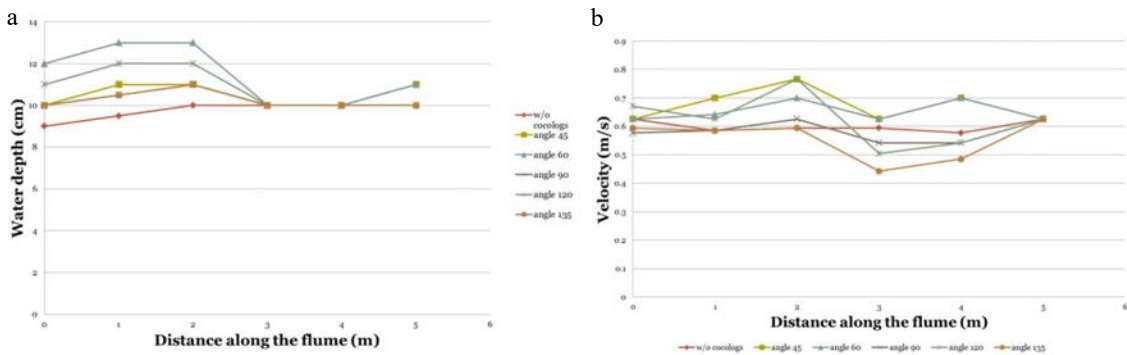 a
14
12
10
8
6
4
2
0
Water depth (cm)
0 1 2 3 4 5 6
Distance along the flume (m)
w/o cocologs
angle 45
angle 60
angle 90
angle 120
angle 135
b
0.9
0.8
0.7
0.6
0.5
0.4
0.3
0.2
0.1
0
Velocity (m/s)
0 1 2 3 4 5 6
Distance along the flume (m)
w/o cocologs angle 45 angle 60 angle 90 angle 120 angle 135